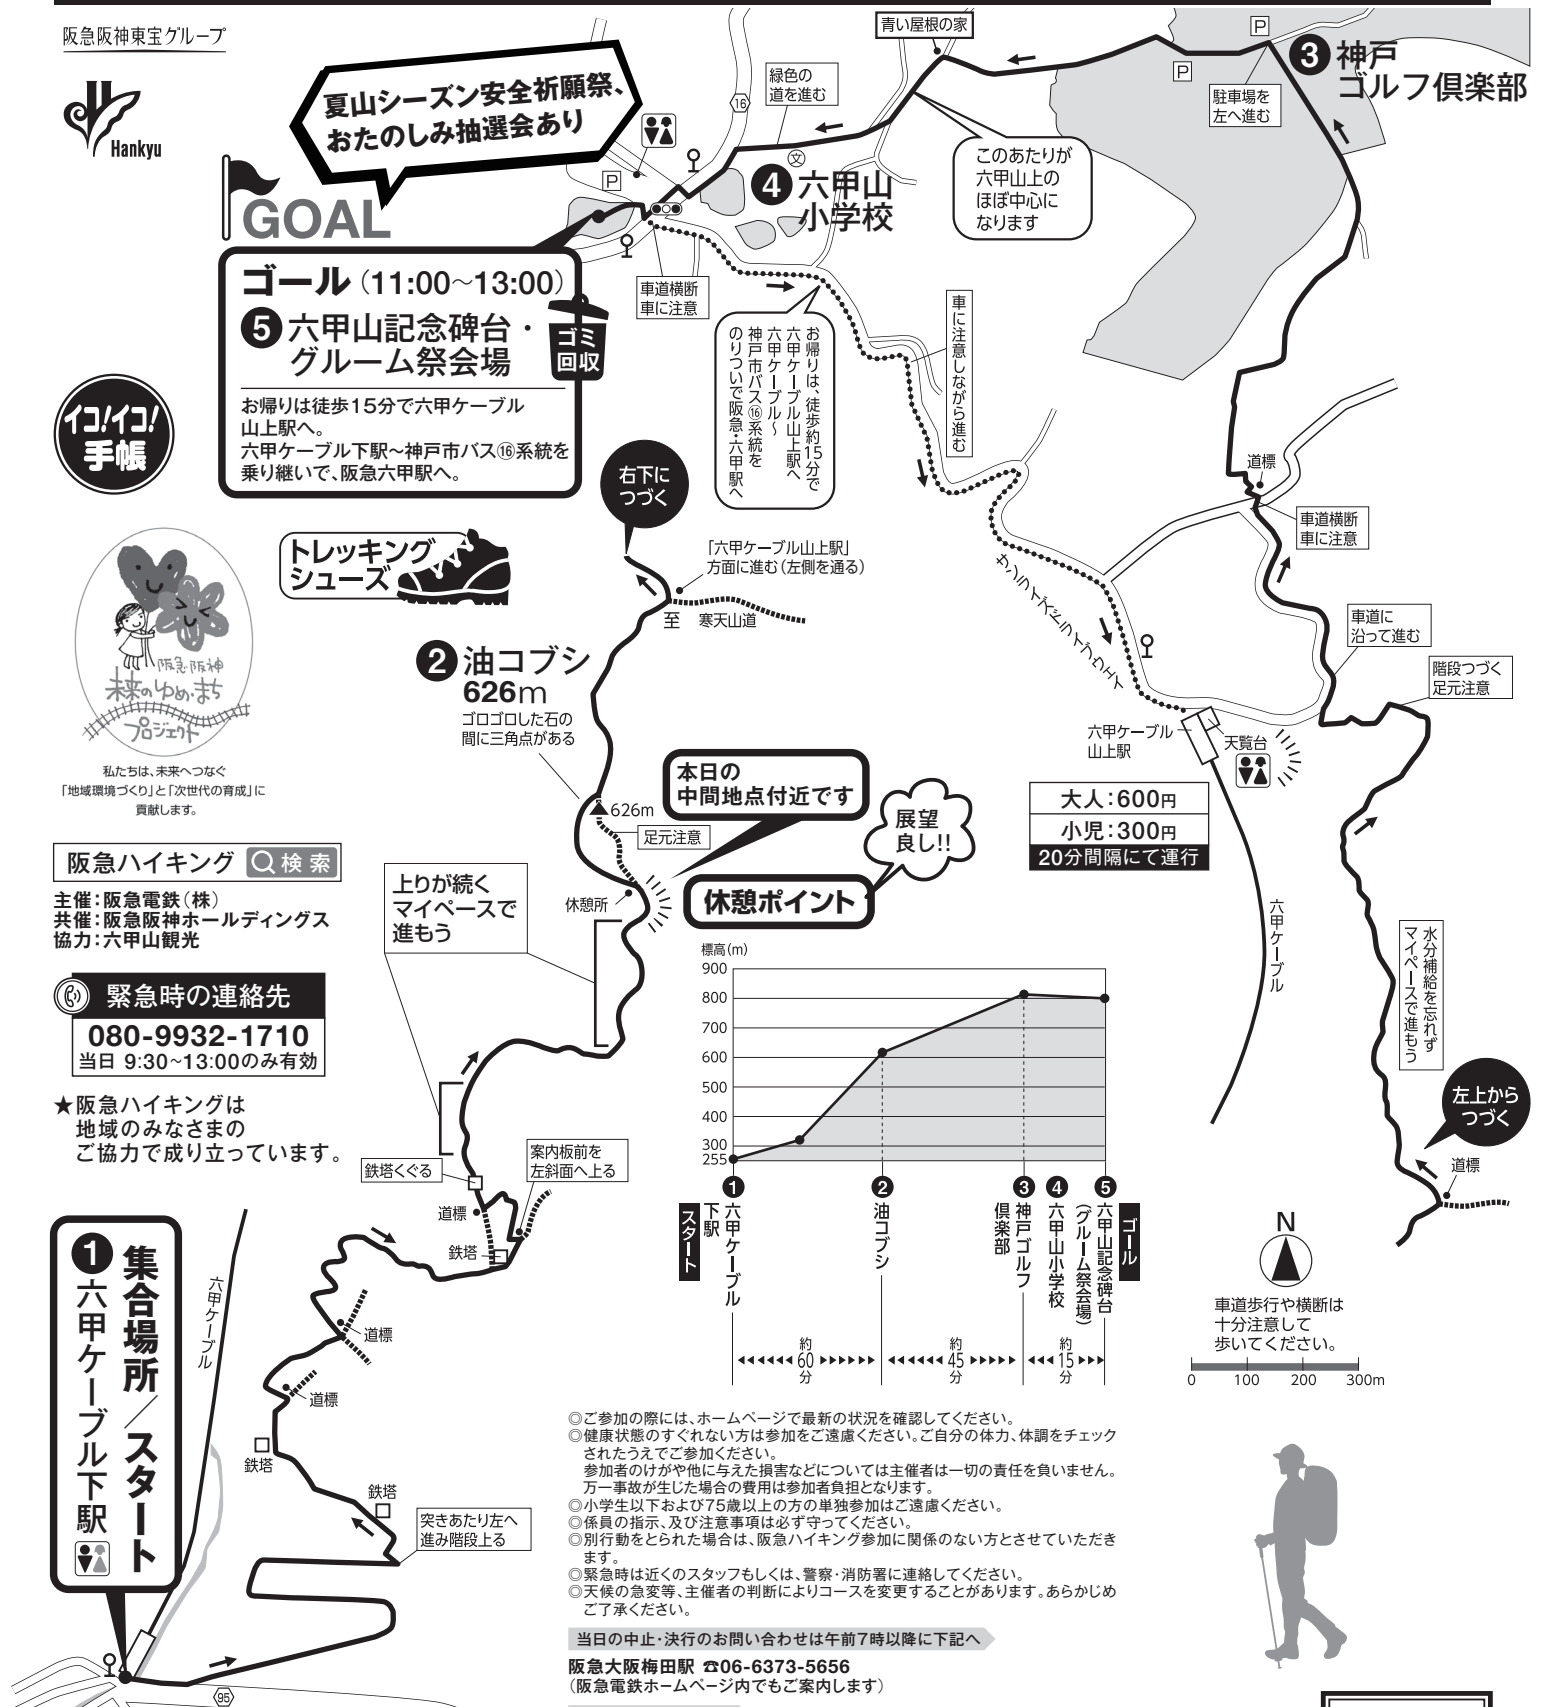 阪急阪神東宝グループ
Hankyu
夏山シーズン安全祈願祭、
おたのしみ抽選会あり
GOAL
ゴール（11:00～13:00）
❺六甲山記念碑台・
グルーム祭会場
ゴミ
回収
お帰りは徒歩15分で六甲ケーブル
山上駅へ。
六甲ケーブル下駅～神戸市バス⑯系統を
乗り継いで、阪急六甲駅へ。
青い屋根の家
緑色の
道を進む
16
P
文
❹六甲山
小学校
このあたりが
六甲山上の
ほぼ中心に
なります
P
P
駐車場を
左へ進む
❸神戸
ゴルフ倶楽部
車道横断
車に注意
お帰りは、徒歩約15分で
六甲ケーブル山上駅へ
六甲ケーブル～
神戸市バス⑯系統を
のりついで阪急・六甲駅へ
車に注意しながら進む
サンライズドライブウェイ
道標
車道横断
車に注意
車道に
沿って進む
階段つづく
足元注意
六甲ケーブル
山上駅
天覧台
大人：600円
小児：300円
20分間隔にて運行
六甲ケーブル
水分補給を忘れず
マイペースで進もう
左上から
つづく
道標
イコ！イコ！
手帳
トレッキング
シューズ
右下に
つづく
「六甲ケーブル山上駅」
方面に進む（左側を通る）
至 寒天山道
❷油コブシ
626m
ゴロゴロした石の
間に三角点がある
626m
足元注意
本日の
中間地点付近です
展望
良し!!
休憩ポイント
休憩所
上りが続く
マイペースで
進もう
阪急・阪神
未来のゆめ・まち
プロジェクト
私たちは、未来へつなぐ
「地域環境づくり」と「次世代の育成」に
貢献します。
阪急ハイキング 検索
主催：阪急電鉄（株）
共催：阪急阪神ホールディングス
協力：六甲山観光
緊急時の連絡先
080-9932-1710
当日 9:30~13:00のみ有効
★阪急ハイキングは
地域のみなさまの
ご協力で成り立っています。
鉄塔くぐる
案内板前を
左斜面へ上る
道標
鉄塔
道標
道標
鉄塔
鉄塔
突きあたり左へ
進み階段上る
集合場所／スタート
❶六甲ケーブル下駅
六甲ケーブル
95
標高(m)
900
800
700
600
500
400
300
255
❶ ❷ ❸ ❹ ❺
スタート
六甲ケーブル
下駅
油コブシ
神戸ゴルフ
倶楽部
六甲山小学校
六甲山記念碑台
(グルーム祭会場)
ゴール
約60分
約45分
約15分
N
車道歩行や横断は
十分注意して
歩いてください。
0 100 200 300m
◎ご参加の際には、ホームページで最新の状況を確認してください。
◎健康状態のすぐれない方は参加をご遠慮ください。ご自分の体力、体調をチェック
されたうえでご参加ください。
参加者のけがや他に与えた損害などについては主催者は一切の責任を負いません。
万一事故が生じた場合の費用は参加者負担となります。
◎小学生以下および75歳以上の方の単独参加はご遠慮ください。
◎係員の指示、及び注意事項は必ず守ってください。
◎別行動をとられた場合は、阪急ハイキング参加に関係のない方とさせていただき
ます。
◎緊急時は近くのスタッフもしくは、警察・消防署に連絡してください。
◎天候の急変等、主催者の判断によりコースを変更することがあります。あらかじめ
ご了承ください。
当日の中止・決行のお問い合わせは午前7時以降に下記へ
阪急大阪梅田駅 ☎06-6373-5656
（阪急電鉄ホームページ内でもご案内します）